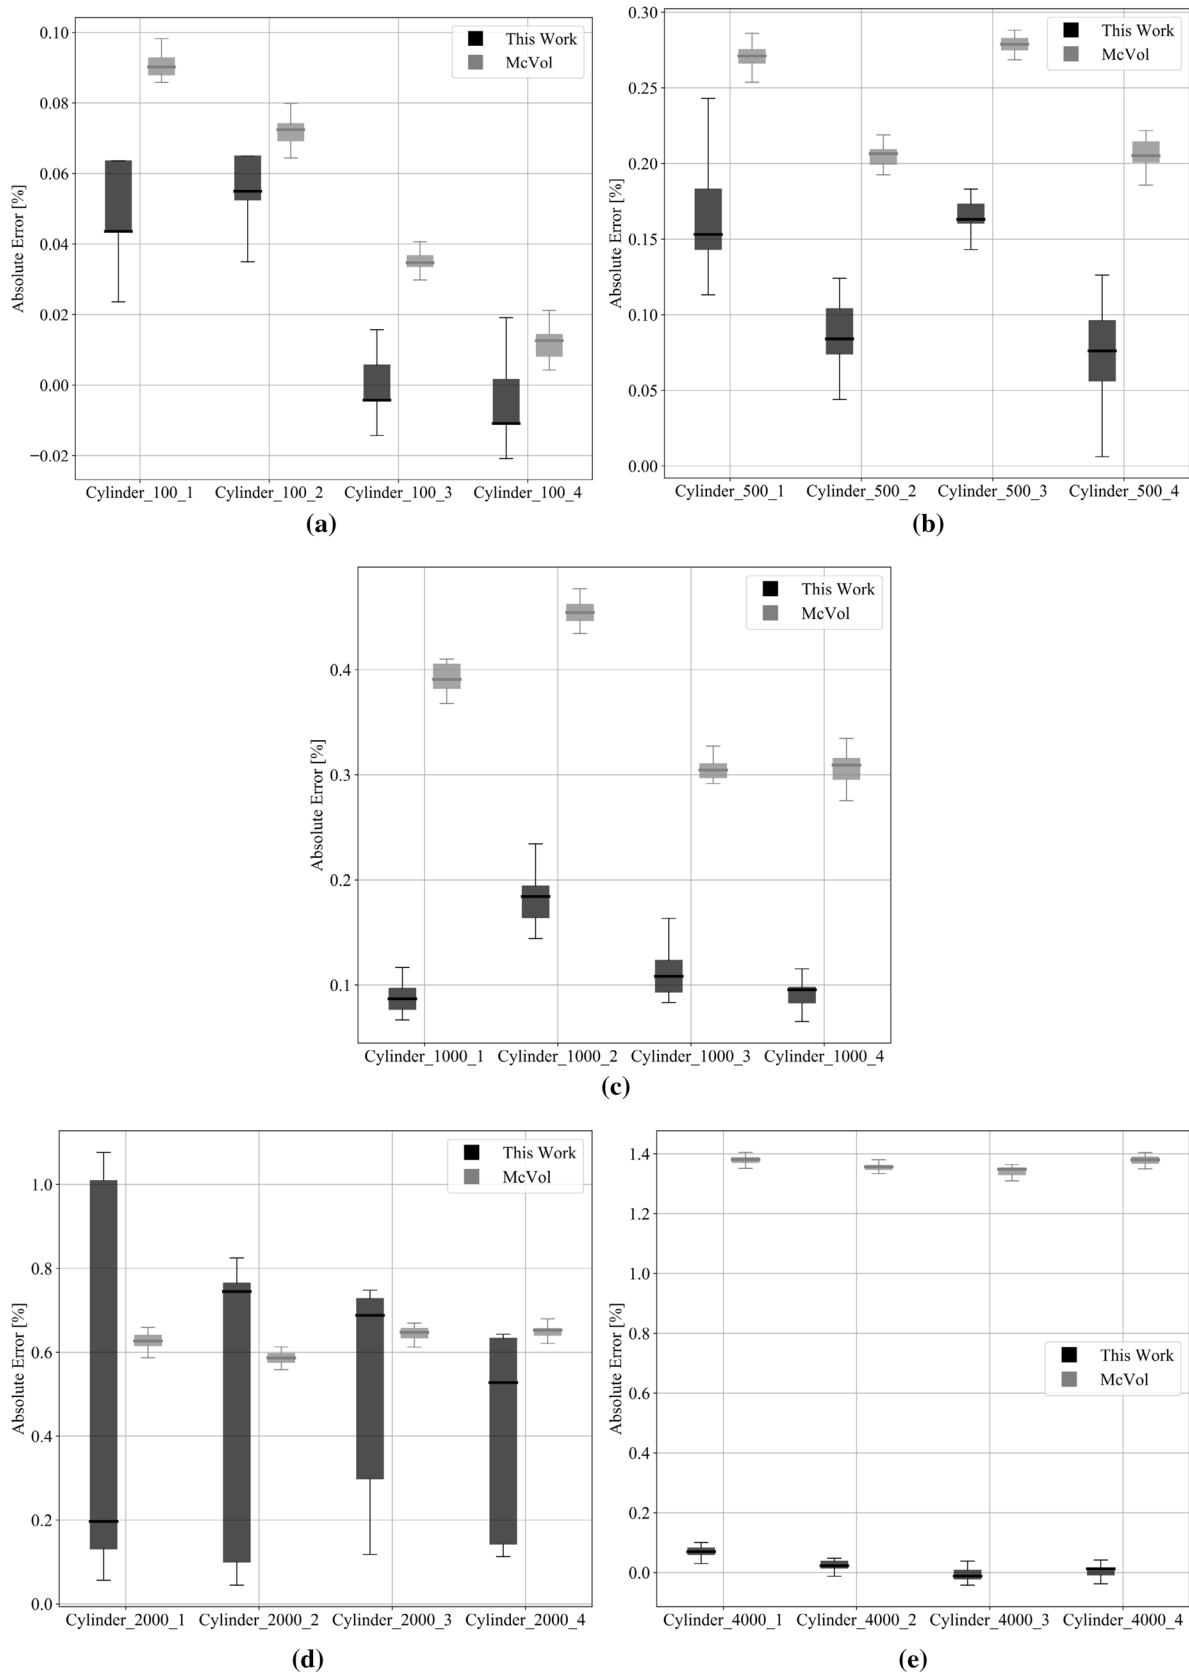 0.10
0.08
0.06
0.04
0.02
0.00
−0.02
Absolute Error [%]
This Work
McVol
Cylinder_100_1 Cylinder_100_2 Cylinder_100_3 Cylinder_100_4
(a)
0.30
0.25
0.20
0.15
0.10
0.05
0.00
Absolute Error [%]
This Work
McVol
Cylinder_500_1 Cylinder_500_2 Cylinder_500_3 Cylinder_500_4
(b)
0.4
0.3
0.2
0.1
Absolute Error [%]
This Work
McVol
Cylinder_1000_1 Cylinder_1000_2 Cylinder_1000_3 Cylinder_1000_4
(c)
1.0
0.8
0.6
0.4
0.2
0.0
Absolute Error [%]
This Work
McVol
Cylinder_2000_1 Cylinder_2000_2 Cylinder_2000_3 Cylinder_2000_4
(d)
1.4
1.2
1.0
0.8
0.6
0.4
0.2
0.0
Absolute Error [%]
This Work
McVol
Cylinder_4000_1 Cylinder_4000_2 Cylinder_4000_3 Cylinder_4000_4
(e)